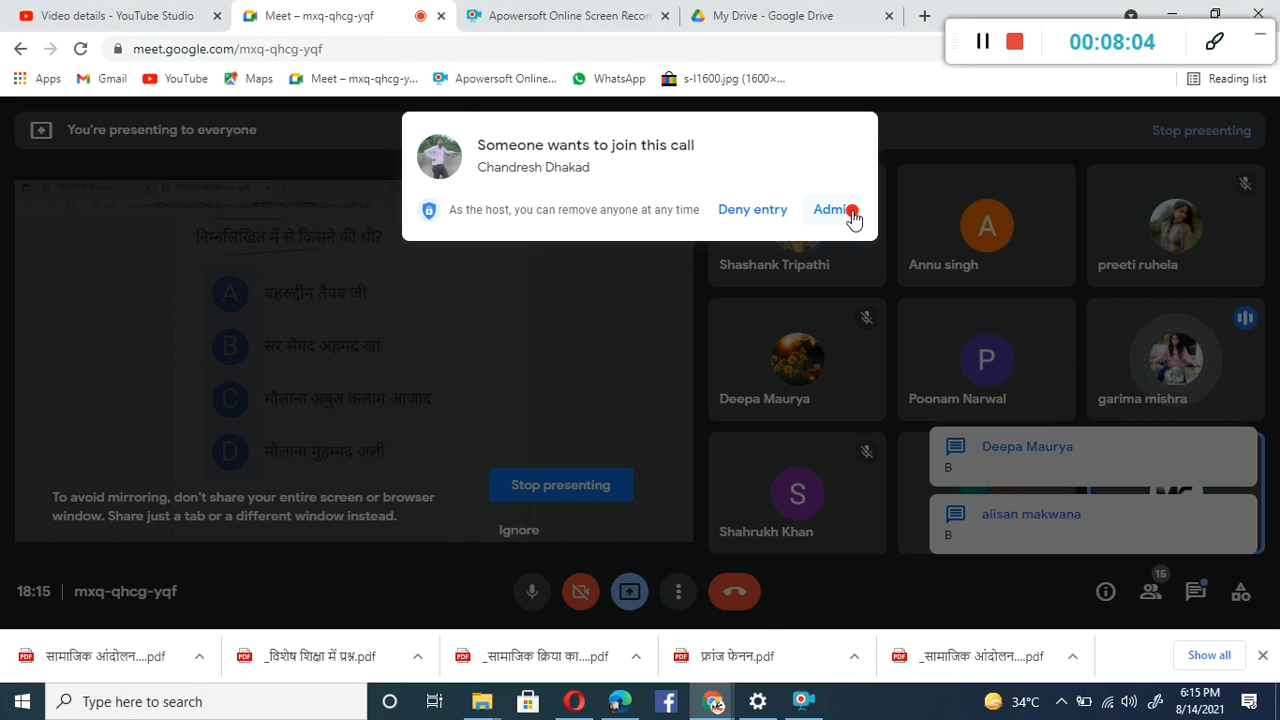 Video details - YouTube Studio
Meet – mxq-qhcg-yqf
Apowersoft Online Screen Recor
My Drive - Google Drive
meet.google.com/mxq-qhcg-yqf
00:08:04
Apps
Gmail
YouTube
Maps
Meet – mxq-qhcg-y...
Apowersoft Online...
WhatsApp
s-l1600.jpg (1600×...
Reading list
You're presenting to everyone
Stop presenting
Someone wants to join this call
Chandresh Dhakad
As the host, you can remove anyone at any time
Deny entry
निम्नलिखित में से किसने की थी?
A बहरुद्दीन तैयब जी
B सर सैयद अहमद खां
C मौलाना अबुल कलाम आजाद
D मौलाना मुहम्मद अली
To avoid mirroring, don't share your entire screen or browser
window. Share just a tab or a different window instead.
Stop presenting
Ignore
Shashank Tripathi
A
Annu singh
preeti ruhela
Deepa Maurya
P
Poonam Narwal
garima mishra
S
Shahrukh Khan
Deepa Maurya
B
alisan makwana
B
18:15
mxq-qhcg-yqf
15
सामाजिक आंदोलन....pdf
_विशेष शिक्षा में प्रश्न.pdf
_सामाजिक क्रिया का....pdf
फ्रांज फेनन.pdf
_सामाजिक आंदोलन....pdf
Show all
Type here to search
34°C
6:15 PM
8/14/2021